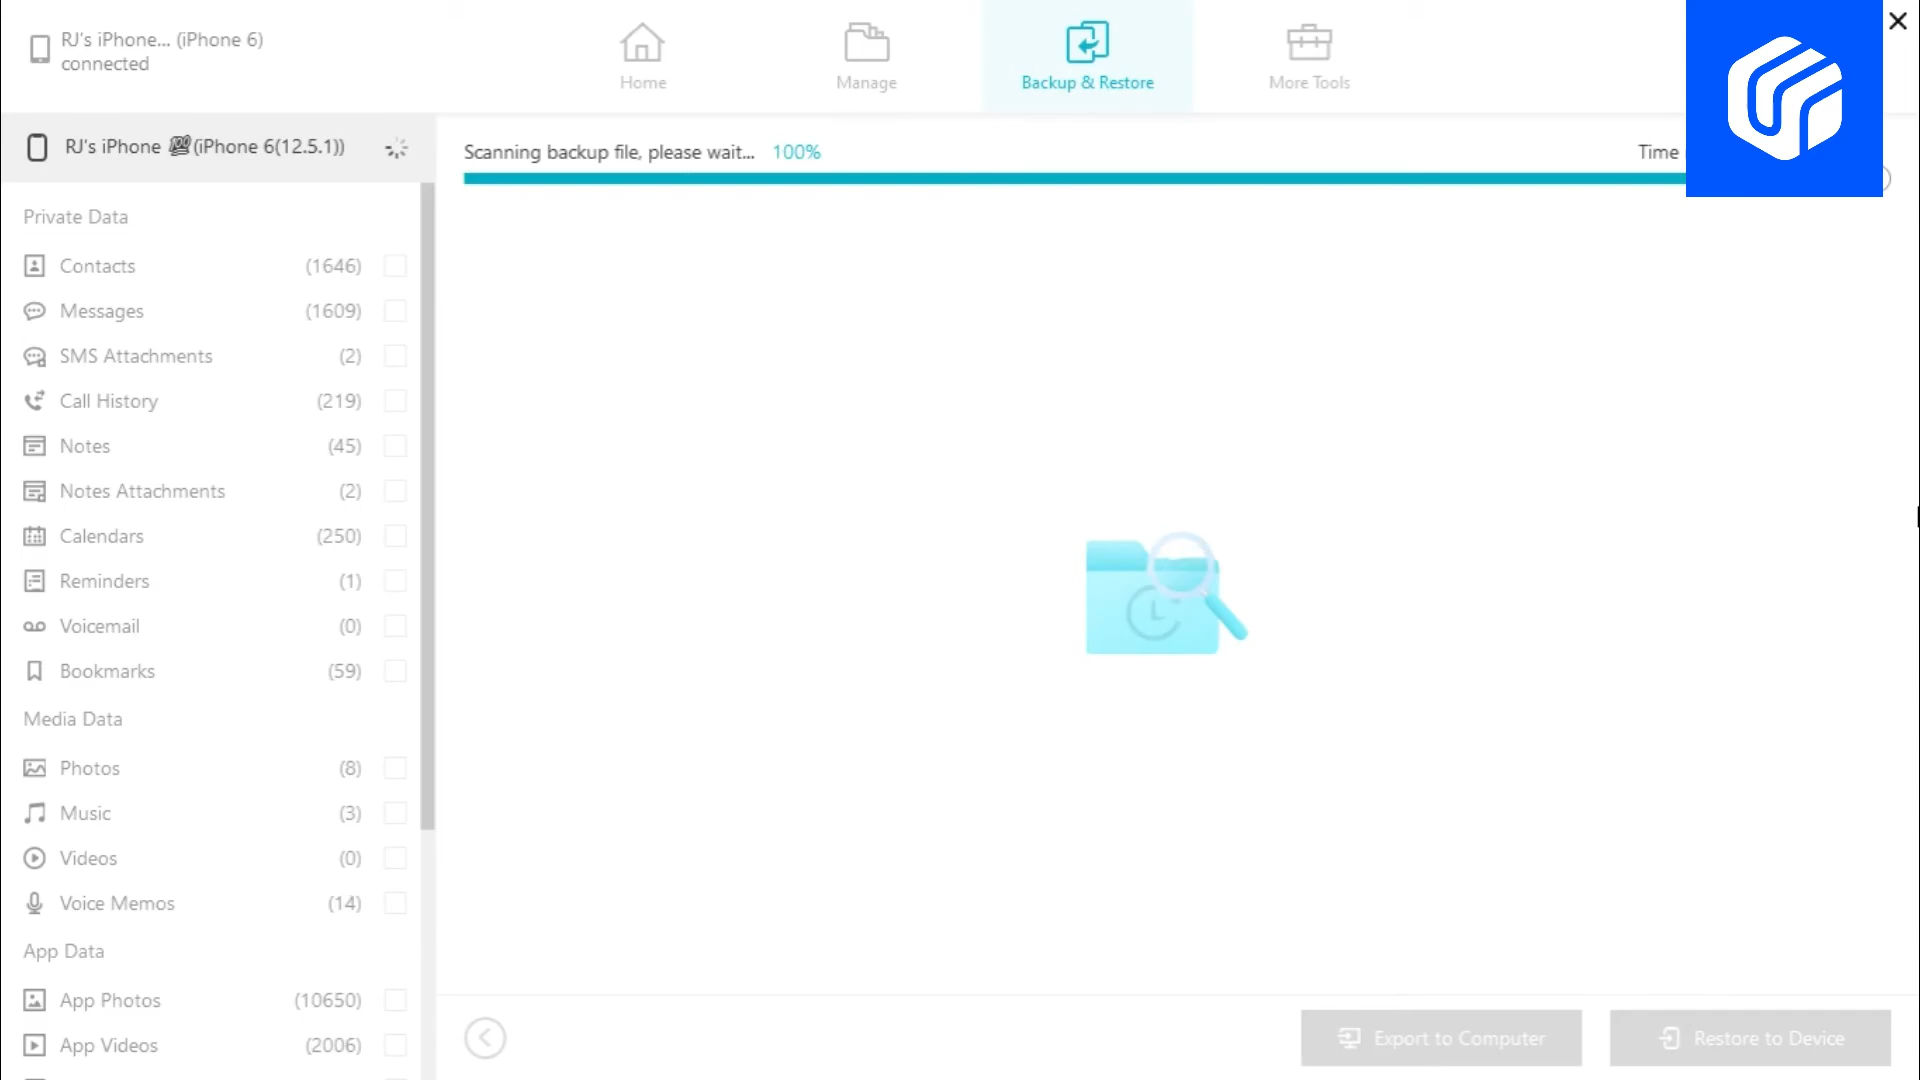 RJ's iPhone... (iPhone 6)
connected
Home
Manage
Backup & Restore
More Tools
RJ's iPhone 💯(iPhone 6(12.5.1))
Scanning backup file, please wait... 100%
Time
Private Data
Contacts (1646)
Messages (1609)
SMS Attachments (2)
Call History (219)
Notes (45)
Notes Attachments (2)
Calendars (250)
Reminders (1)
Voicemail (0)
Bookmarks (59)
Media Data
Photos (8)
Music (3)
Videos (0)
Voice Memos (14)
App Data
App Photos (10650)
App Videos (2006)
Export to Computer
Restore to Device